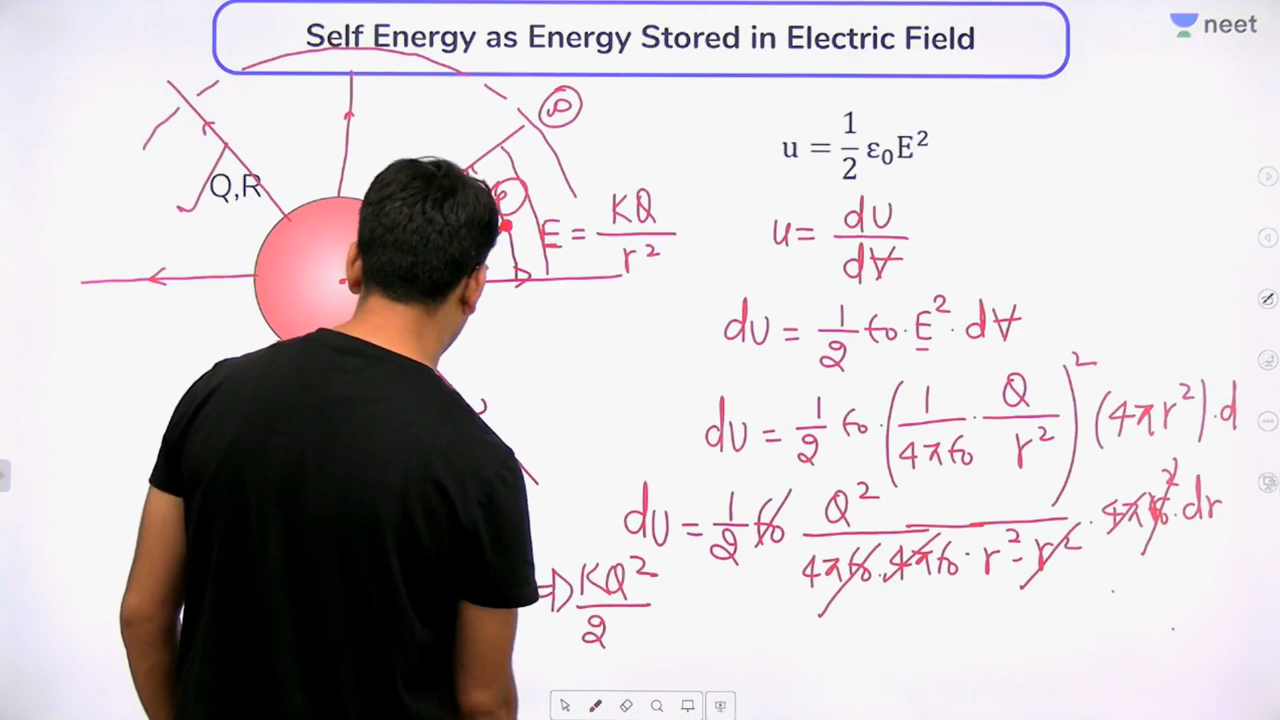 Self Energy as Energy Stored in Electric Field
neet
Q,R
E = KQ / r²
u = 1/2 ε₀E²
u = dU / dV
dU = 1/2 ε₀ · E² · dV
dU = 1/2 ε₀ · (1/4πε₀ · Q/r²)² (4πr²) · d
dU = 1/2 ε₀ Q² / 4πε₀ · 4πε₀ · r² · r² · 4πr² · dr
⇒ KQ² / 2